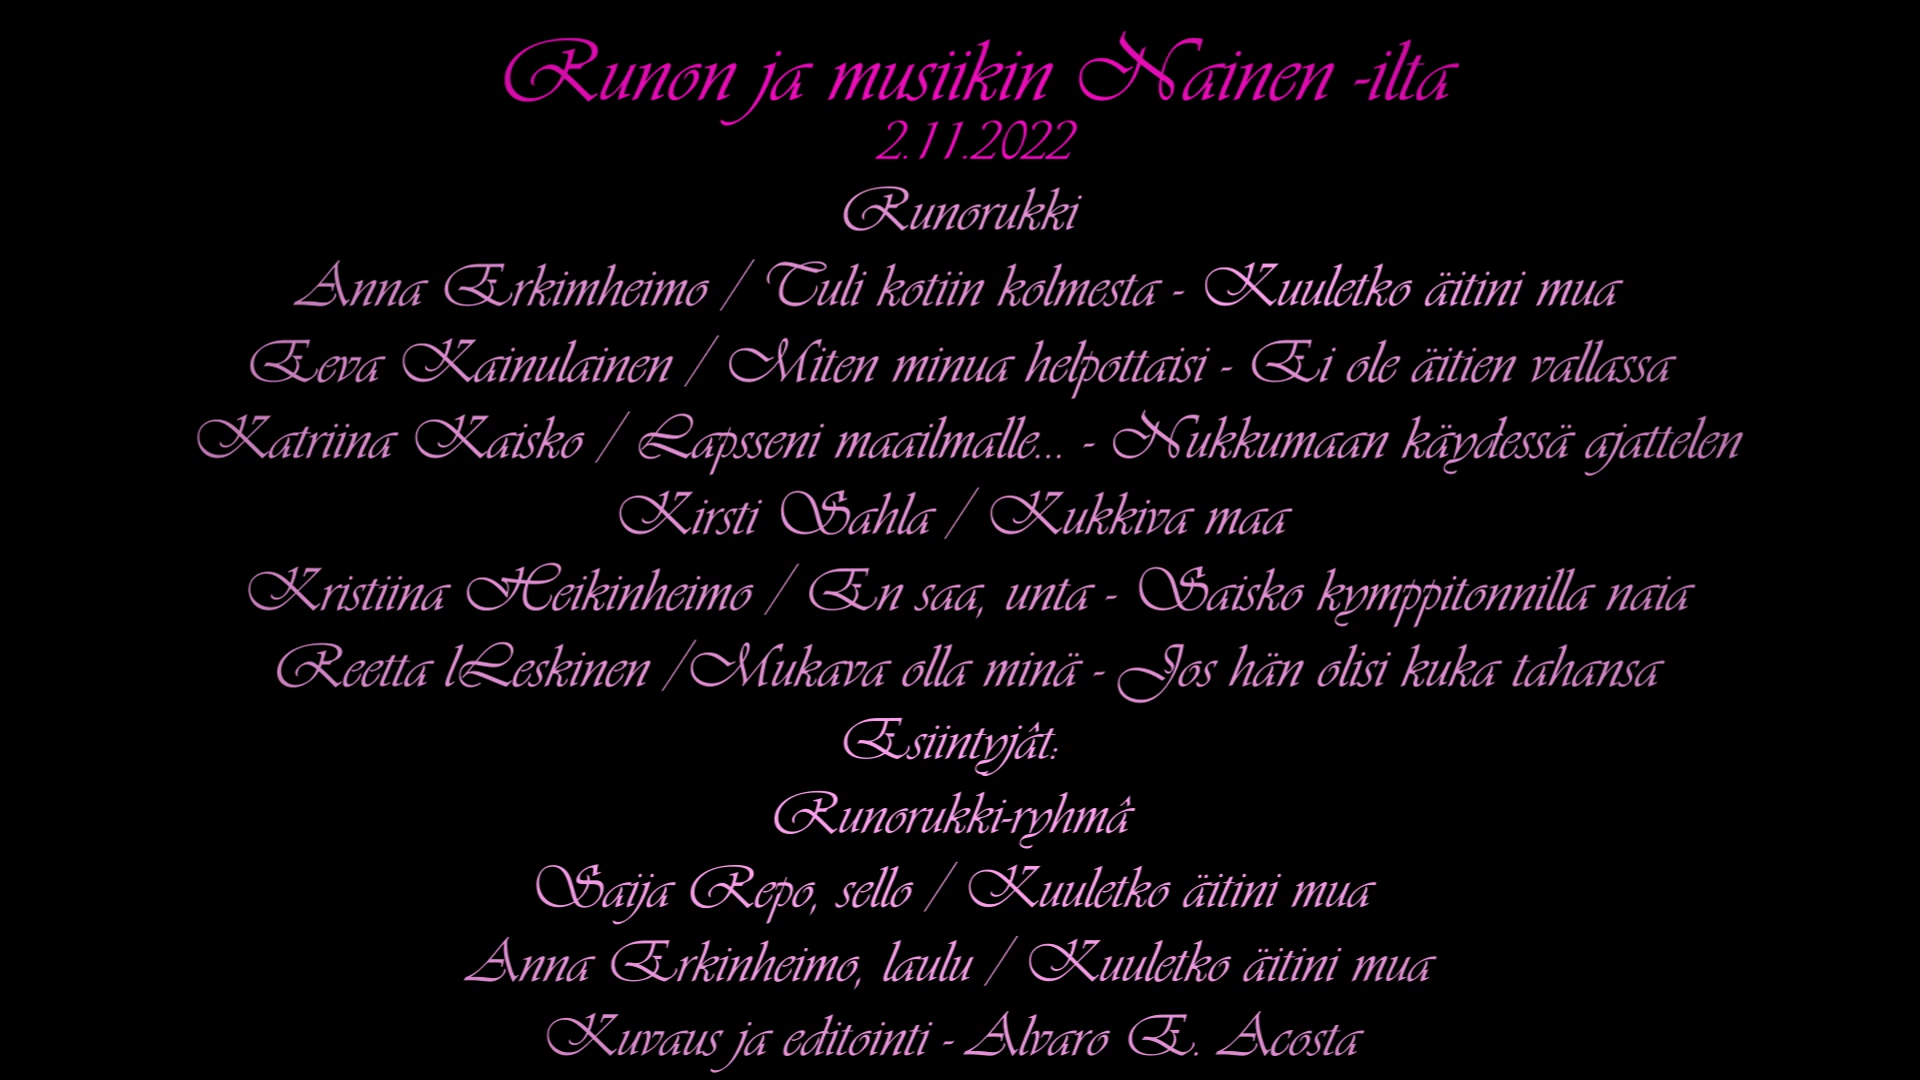 Runon ja musiikin Nainen -ilta
2.11.2022
Runorukki
Anna Erkimheimo / Tuli kotiin kolmesta - Kuuletko äitini mua
Eeva Kainulainen / Miten minua helpottaisi - Ei ole äitien vallassa
Katriina Kaisko / Lapsseni maailmalle... - Nukkumaan käydessä ajattelen
Kirsti Sahla / Kukkiva maa
Kristiina Heikinheimo / En saa, unta - Saisko kymppitonnilla naia
Reetta lLeskinen /Mukava olla minä - Jos hän olisi kuka tahansa
Esiintyjât:
Runorukki-ryhmâ
Saija Repo, sello / Kuuletko äitini mua
Anna Erkinheimo, laulu / Kuuletko äitini mua
Kuvaus ja editointi - Alvaro E. Acosta